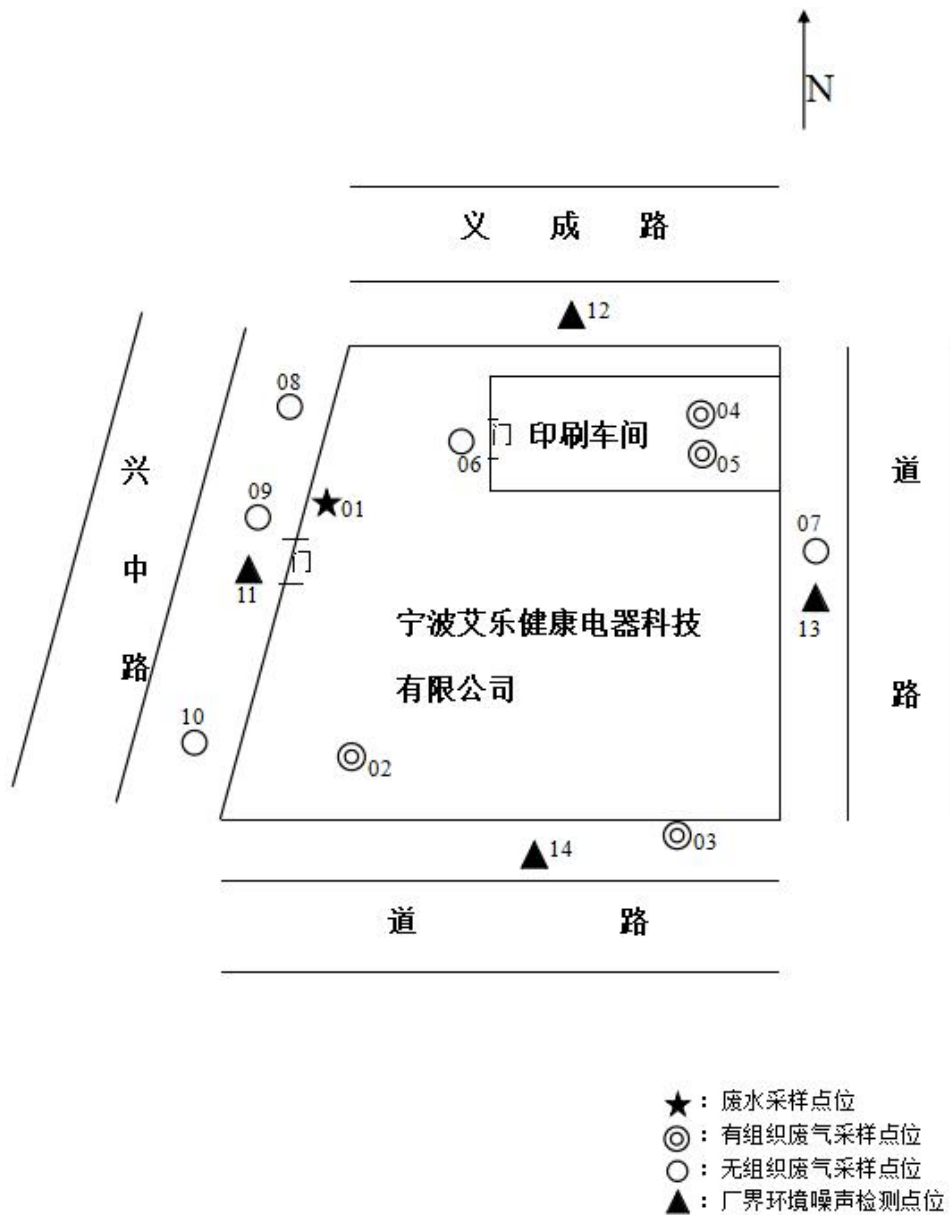 N
义成路
12
08
04
印刷车间
门
06
05
兴中路
09
01
道路
07
门
11
13
宁波艾乐健康电器科技
有限公司
10
02
14
03
道路
★：废水采样点位
◎：有组织废气采样点位
○：无组织废气采样点位
▲：厂界环境噪声检测点位